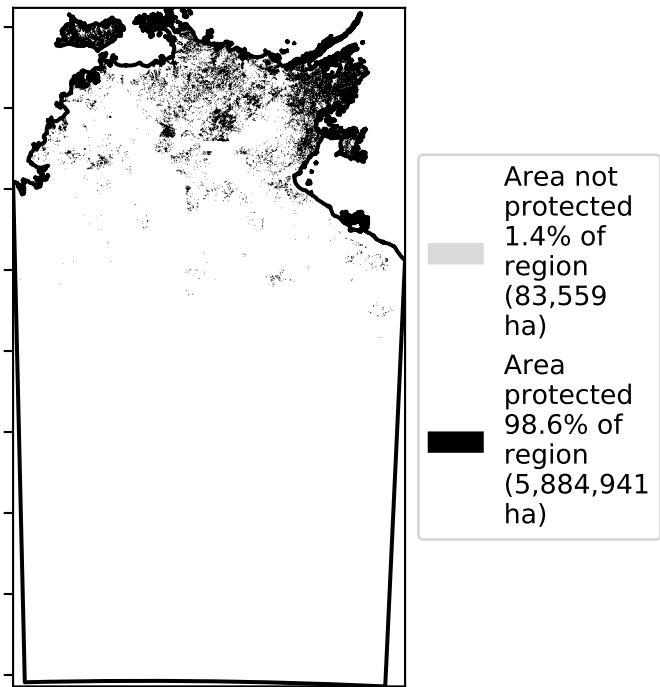 Area not
protected
1.4% of
region
(83,559
ha)
Area
protected
98.6% of
region
(5,884,941
ha)